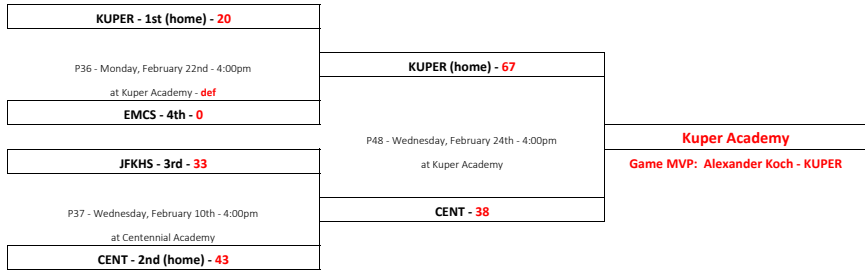 KUPER - 1st (home) - 20
P36 - Monday, February 22nd - 4:00pm
at Kuper Academy - def
EMCS - 4th - 0
JFKHS - 3rd - 33
P37 - Wednesday, February 10th - 4:00pm
at Centennial Academy
CENT - 2nd (home) - 43
KUPER (home) - 67
P48 - Wednesday, February 24th - 4:00pm
at Kuper Academy
CENT - 38
Kuper Academy
Game MVP:  Alexander Koch - KUPER